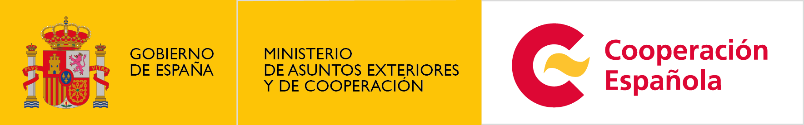 GOBIERNO
DE ESPAÑA
MINISTERIO
DE ASUNTOS EXTERIORES
Y DE COOPERACIÓN
Cooperación
Española